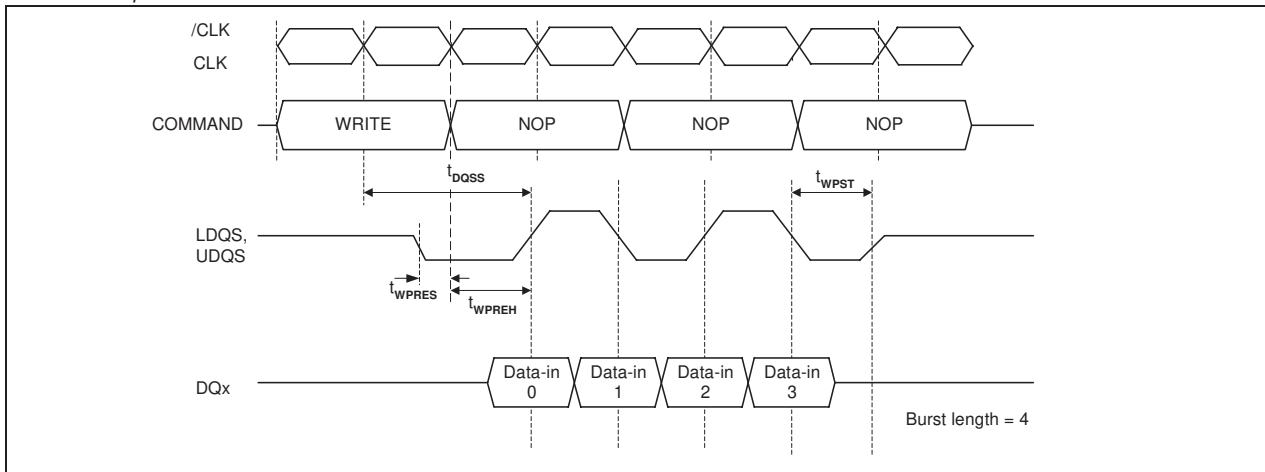 /CLK
CLK
COMMAND
WRITE
NOP
NOP
NOP
tDQSS
tWPST
LDQS,
UDQS
tWPRES
tWPREH
DQx
Data-in
0
Data-in
1
Data-in
2
Data-in
3
Burst length = 4